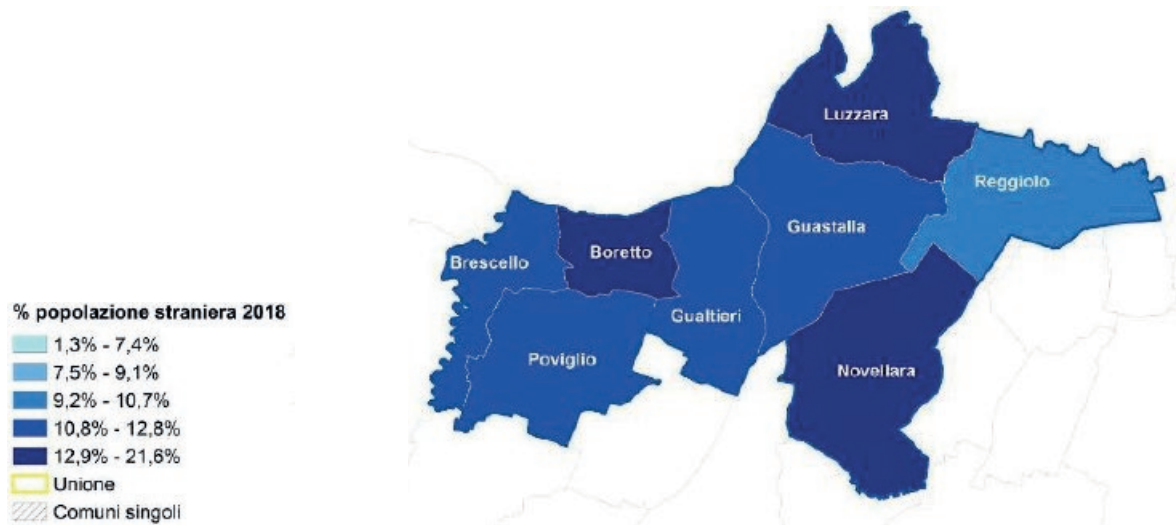 Luzzara
Reggiolo
Guastalla
Boretto
Brescello
Gualtieri
Poviglio
Novellara
% popolazione straniera 2018
1,3% - 7,4%
7,5% - 9,1%
9,2% - 10,7%
10,8% - 12,8%
12,9% - 21,6%
Unione
Comuni singoli